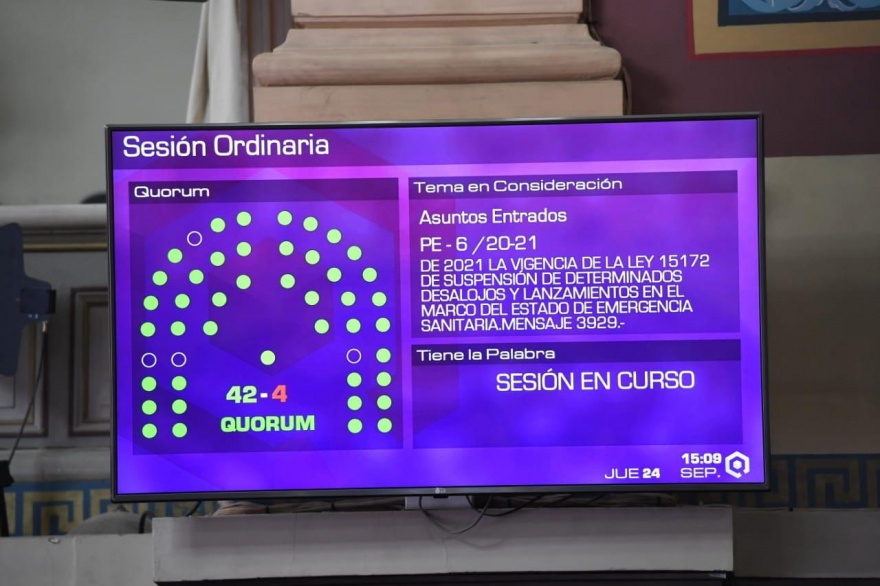 Sesión Ordinaria
Quorum
42-4
QUORUM
Tema en Consideración
Asuntos Entrados
PE - 6 /20-21
DE 2021 LA VIGENCIA DE LA LEY 15172
DE SUSPENSIÓN DE DETERMINADOS
DESALOJOS Y LANZAMIENTOS EN EL
MARCO DEL ESTADO DE EMERGENCIA
SANITARIA.MENSAJE 3929.-
Tiene la Palabra
SESIÓN EN CURSO
15:09
JUE 24 SEP.
LG